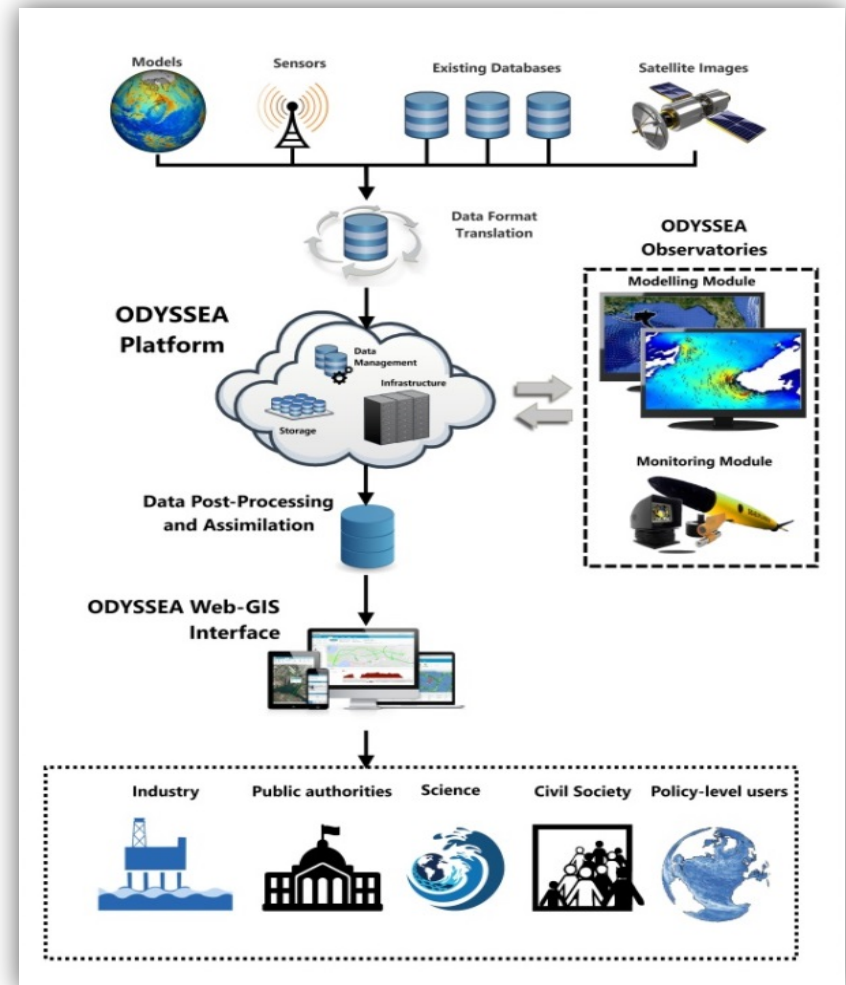 Models
Sensors
Existing Databases
Satellite Images
Data Format
Translation
ODYSSEA
Observatories
Modelling Module
ODYSSEA
Platform
Data
Management
Infrastructure
Storage
Monitoring Module
Data Post-Processing
and Assimilation
ODYSSEA Web-GIS
Interface
Industry
Public authorities
Science
Civil Society
Policy-level users